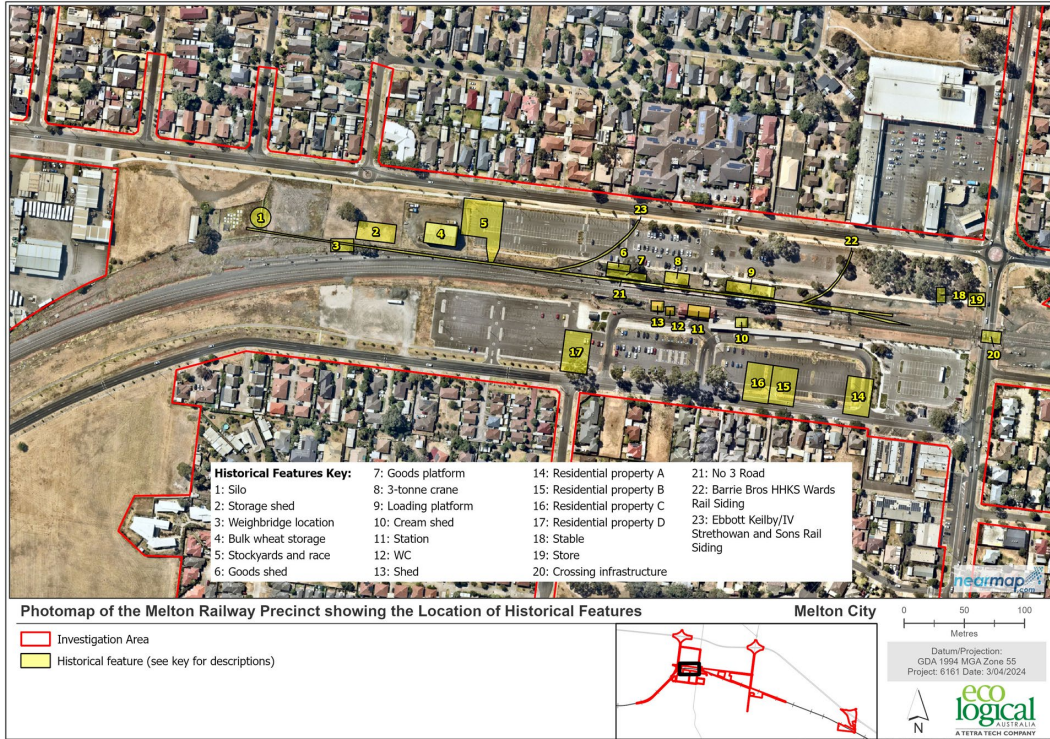 1
2
3
4
5
23
22
6
7
8
9
21
13
12
11
10
18
19
20
17
16
15
14
Historical Features Key:
1: Silo
2: Storage shed
3: Weighbridge location
4: Bulk wheat storage
5: Stockyards and race
6: Goods shed
7: Goods platform
8: 3-tonne crane
9: Loading platform
10: Cream shed
11: Station
12: WC
13: Shed
14: Residential property A
15: Residential property B
16: Residential property C
17: Residential property D
18: Stable
19: Store
20: Crossing infrastructure
21: No 3 Road
22: Barrie Bros HHKS Wards
Rail Siding
23: Ebbott Keilby/IV
Strethowan and Sons Rail
Siding
nearmap
.com
Photomap of the Melton Railway Precinct showing the Location of Historical Features
Melton City
Investigation Area
Historical feature (see key for descriptions)
0 50 100
Metres
Datum/Projection:
GDA 1994 MGA Zone 55
Project: 6161 Date: 3/04/2024
N
eco
logical
AUSTRALIA
A TETRA TECH COMPANY